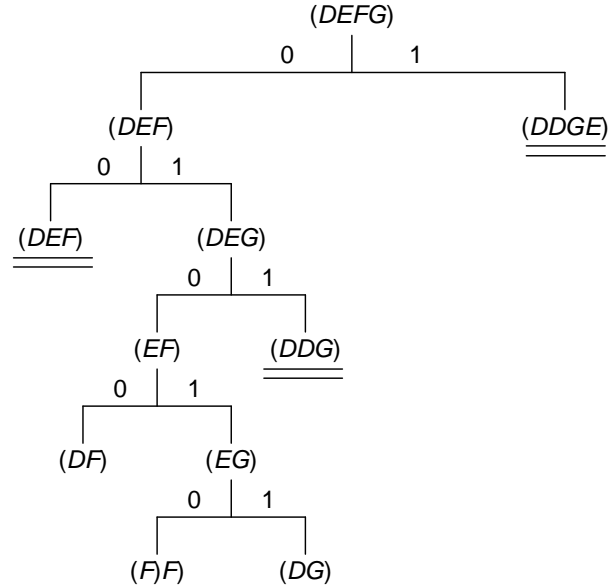 (DEFG)
0 1
(DEF) (DDGE)
0 1
(DEF) (DEG)
0 1
(EF) (DDG)
0 1
(DF) (EG)
0 1
(F)F) (DG)